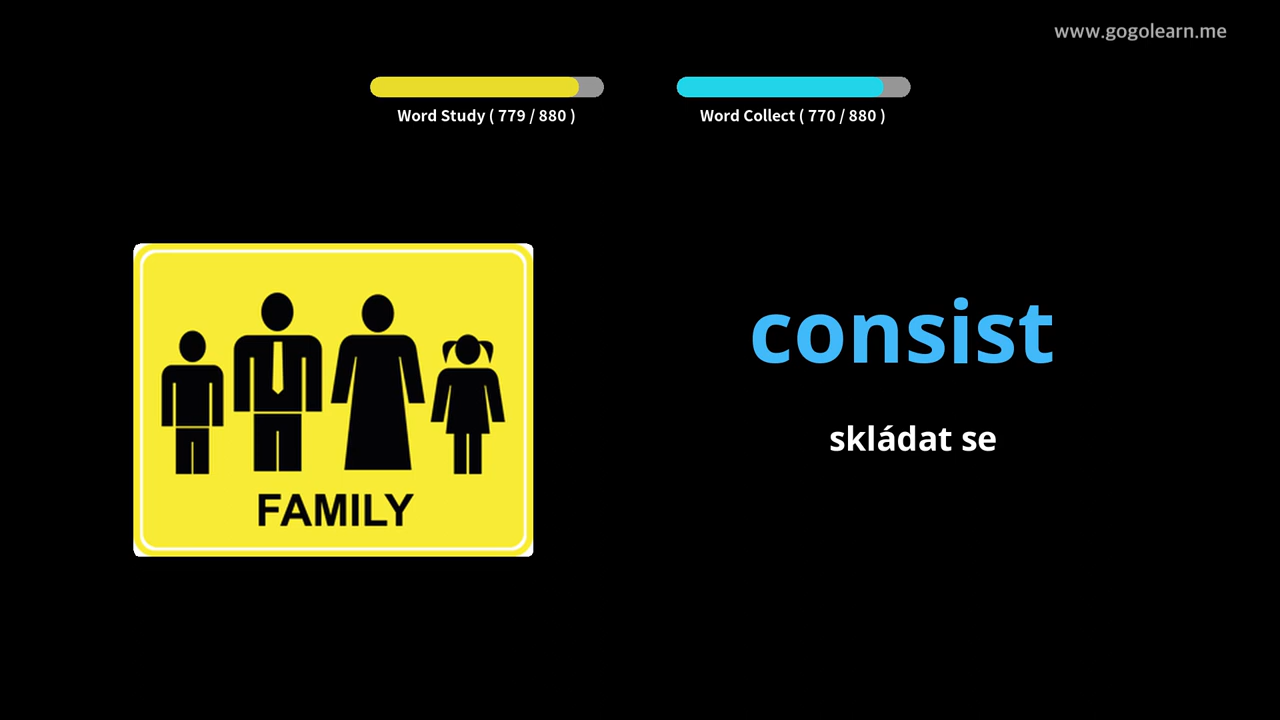 www.gogolearn.me
Word Study ( 779 / 880 )
Word Collect ( 770 / 880 )
consist
skládat se
FAMILY